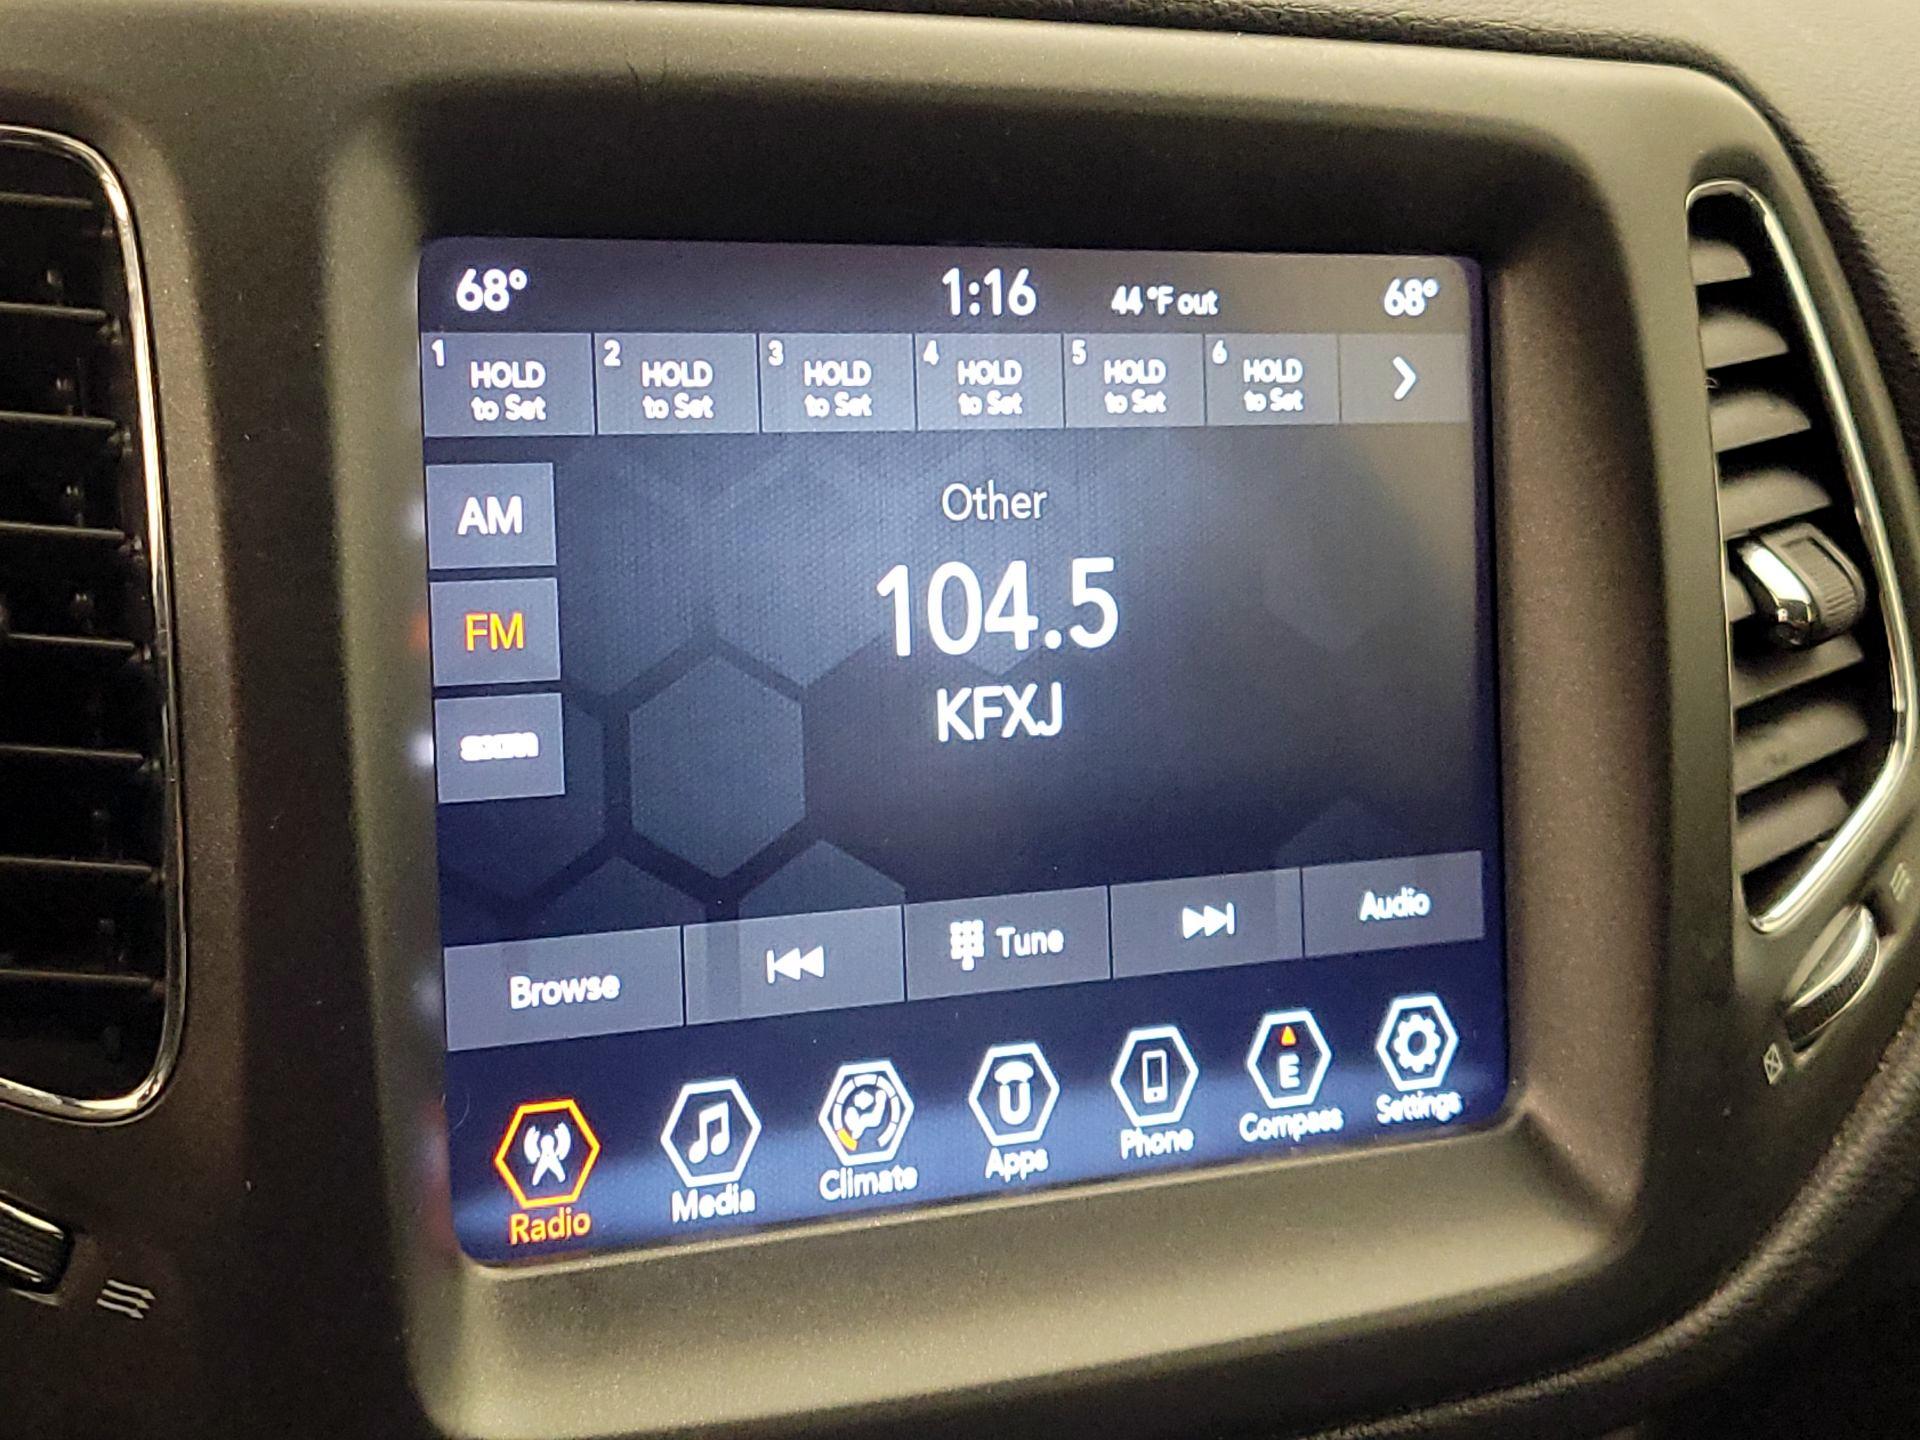 68° 1:16 44 °F out 68°
1 HOLD to Set
2 HOLD to Set
3 HOLD to Set
4 HOLD to Set
5 HOLD to Set
6 HOLD to Set
AM
FM
sxm
Other
104.5
KFXJ
Browse Tune Audio
E
Radio Media Climate Apps Phone Compass Settings